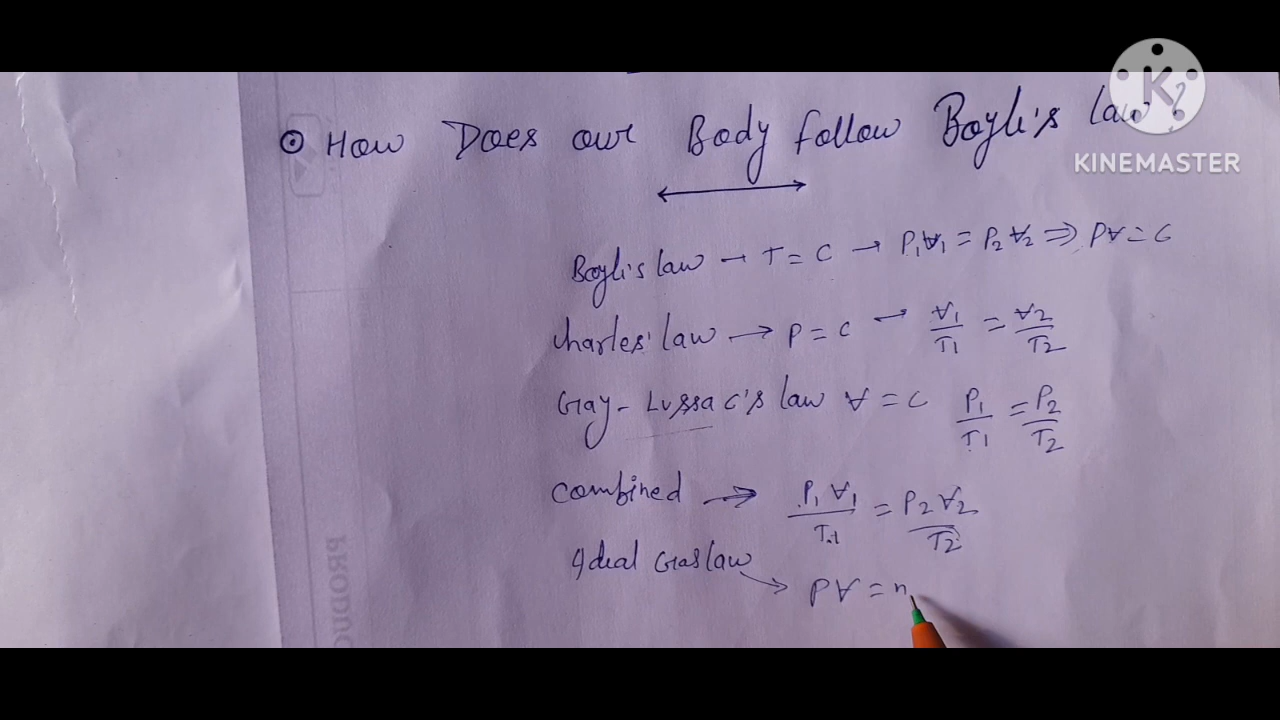 ⊙ How Does our Body follow Boyle's law?
Boyle's law → T = C → P₁V₁ = P₂V₂ ⇒ PV = C
Charles' law → P = C → V₁/T₁ = V₂/T₂
Gay-Lussac's law V = C P₁/T₁ = P₂/T₂
Combined → P₁V₁/T₁ = P₂V₂/T₂
Ideal Gas law → PV = n
K
KINEMASTER
PRODUC